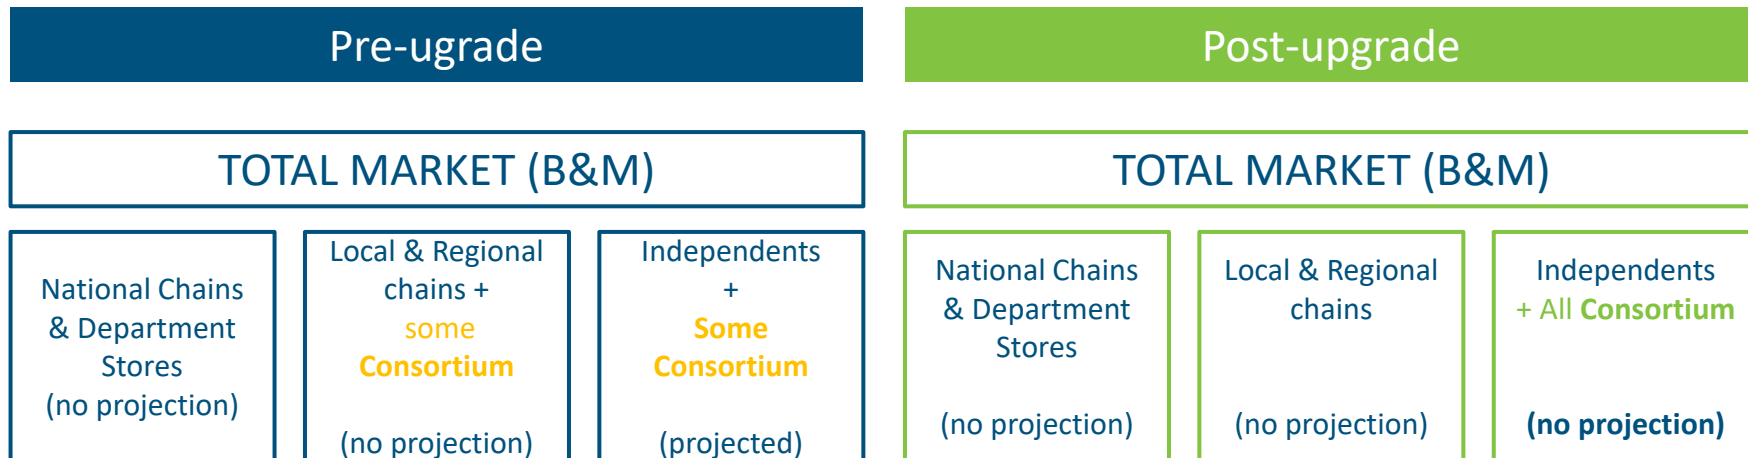 Pre-ugrade
Post-upgrade
TOTAL MARKET (B&M)
TOTAL MARKET (B&M)
National Chains
& Department
Stores
(no projection)
Local & Regional
chains +
some
Consortium
(no projection)
Independents
+
Some
Consortium
(projected)
National Chains
& Department
Stores
(no projection)
Local & Regional
chains
(no projection)
Independents
+ All Consortium
(no projection)